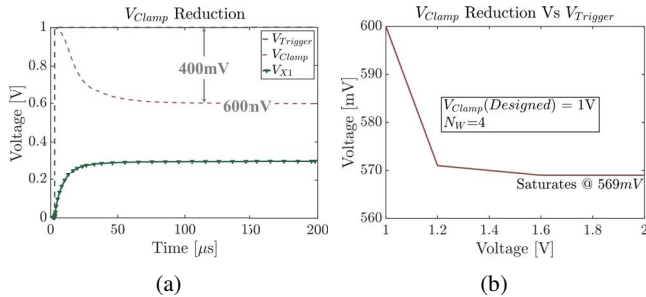 V_Clamp Reduction
Voltage [V]
1
0.8
0.6
0.4
0.2
0
V_Trigger
V_Clamp
V_X1
400mV
600mV
0
50
100
150
200
Time [μs]
(a)
V_Clamp Reduction Vs V_Trigger
Voltage [mV]
600
590
580
570
560
V_Clamp(Designed) = 1V
N_W=4
Saturates @ 569mV
1
1.2
1.4
1.6
1.8
2
Voltage [V]
(b)